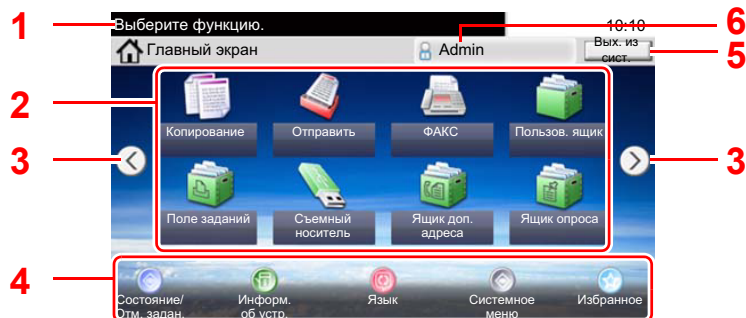 1 Выберите функцию. 10:10 6
Главный экран Admin Вых. из сист. 5
2
Копирование Отправить ФАКС Пользов. ящик
3 3
Поле заданий Съемный носитель Ящик доп. адреса Ящик опроса
4
Состояние/ Отм. задан. Информ. об устр. Язык Системное меню Избранное